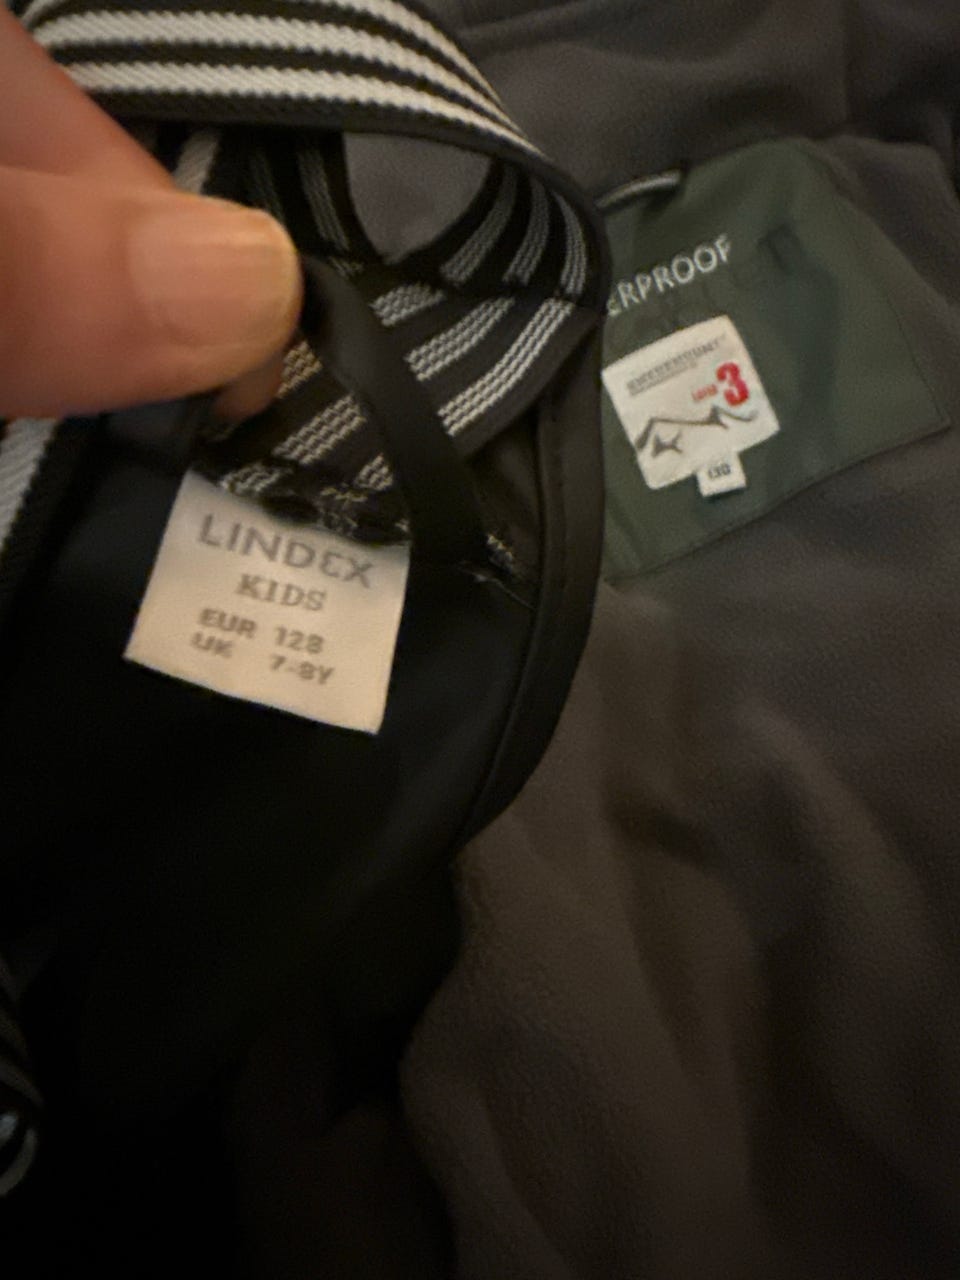 ERPROOF
3
130
LINDEX
KIDS
EUR 128
UK 7-8Y